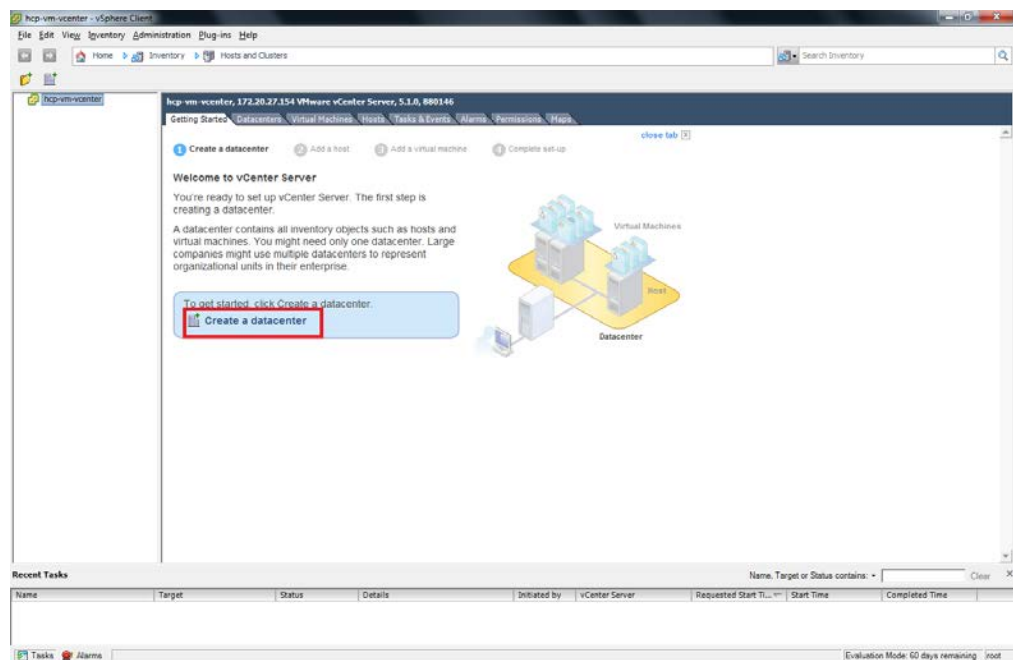 hcp-vm-vcenter - vSphere Client
File Edit View Inventory Administration Plug-ins Help
Home Inventory Hosts and Clusters
Search Inventory
hcp-vm-vcenter
hcp-vm-vcenter, 172.20.27.154 VMware vCenter Server, 5.1.0, 880146
Getting Started Datacenters Virtual Machines Hosts Tasks & Events Alarms Permissions Maps
close tab
1 Create a datacenter 2 Add a host 3 Add a virtual machine 4 Complete set-up
Welcome to vCenter Server
You're ready to set up vCenter Server. The first step is
creating a datacenter.
A datacenter contains all inventory objects such as hosts and
virtual machines. You might need only one datacenter. Large
companies might use multiple datacenters to represent
organizational units in their enterprise.
To get started, click Create a datacenter.
Create a datacenter
Virtual Machines
Host
Datacenter
Recent Tasks
Name, Target or Status contains:
Clear
Name Target Status Details Initiated by vCenter Server Requested Start Ti... Start Time Completed Time
Tasks Alarms
Evaluation Mode: 60 days remaining root